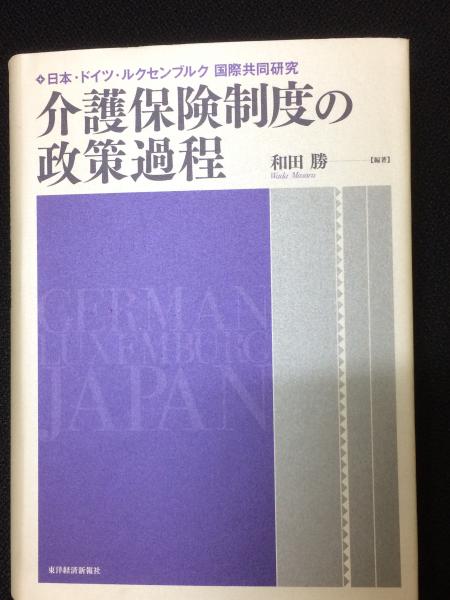 日本・ドイツ・ルクセンブルク 国際共同研究
介護保険制度の
政策過程
和田 勝 【編著】
Wada Masaru
GERMAN
LUXEMBURG
JAPAN
東洋経済新報社